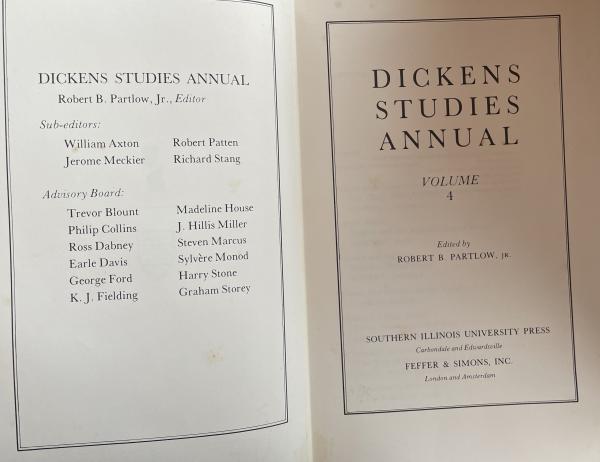 DICKENS STUDIES ANNUAL
Robert B. Partlow, Jr., Editor
Sub-editors:
William Axton Robert Patten
Jerome Meckier Richard Stang
Advisory Board:
Trevor Blount Madeline House
Philip Collins J. Hillis Miller
Ross Dabney Steven Marcus
Earle Davis Sylvère Monod
George Ford Harry Stone
K. J. Fielding Graham Storey
DICKENS
STUDIES
ANNUAL
VOLUME
4
Edited by
ROBERT B. PARTLOW, JR.
SOUTHERN ILLINOIS UNIVERSITY PRESS
Carbondale and Edwardsville
FEFFER & SIMONS, INC.
London and Amsterdam